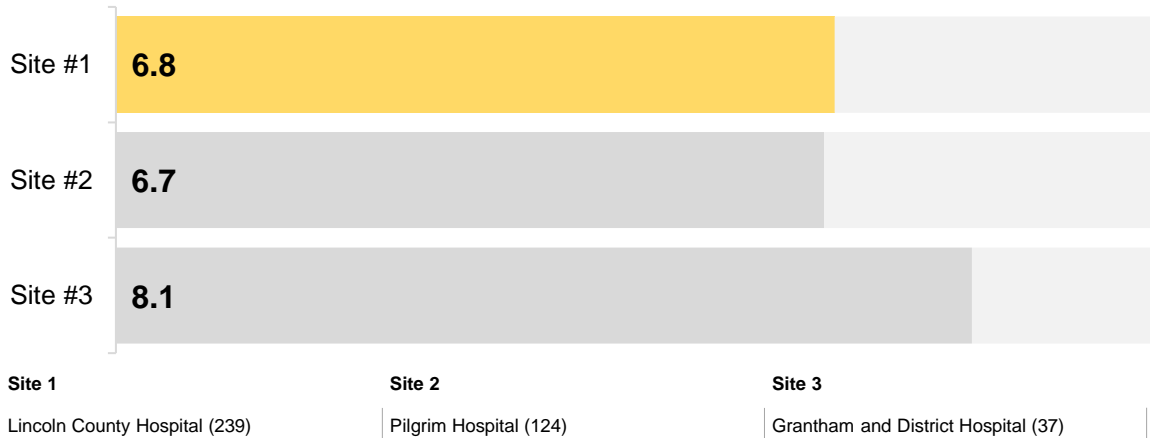 Site #1 6.8
Site #2 6.7
Site #3 8.1
Site 1 Site 2 Site 3
Lincoln County Hospital (239) Pilgrim Hospital (124) Grantham and District Hospital (37)